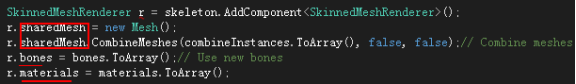 SkinnedMeshRenderer r = skeleton.AddComponent<SkinnedMeshRenderer>();
r.sharedMesh = new Mesh();
r.sharedMesh.CombineMeshes(combineInstances.ToArray(), false, false);// Combine meshes
r.bones = bones.ToArray();// Use new bones
r.materials = materials.ToArray();